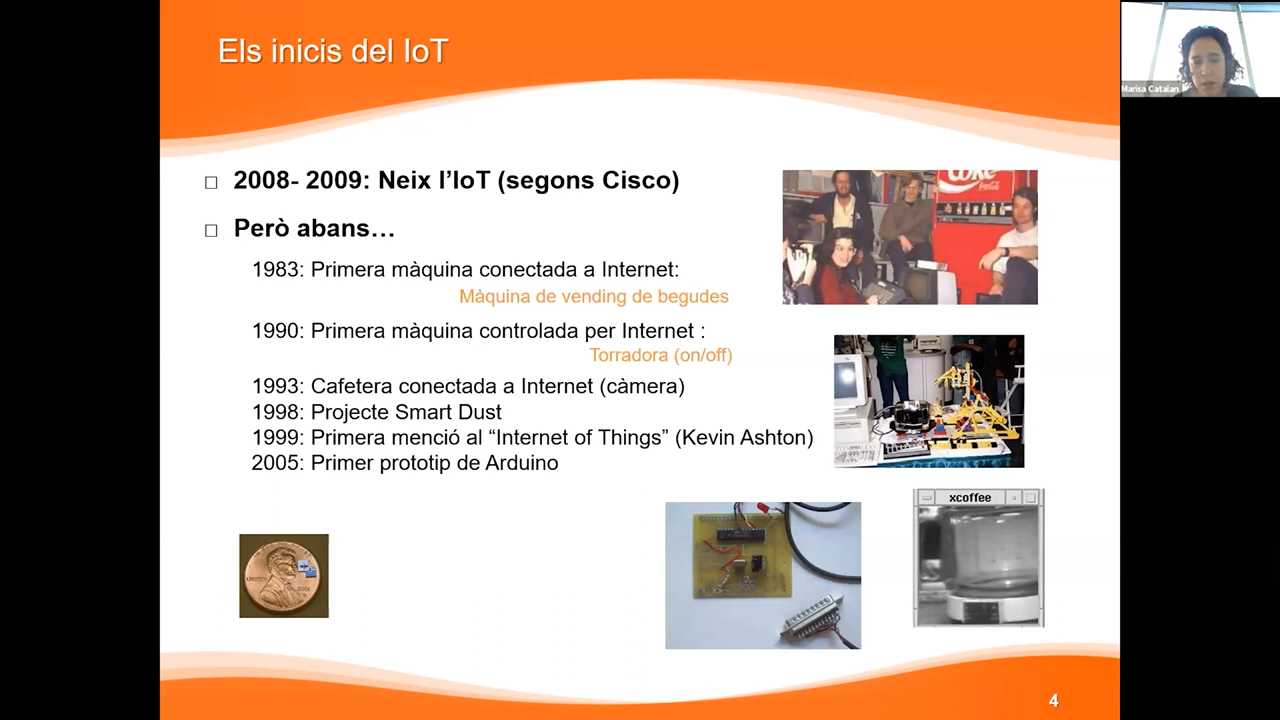 Els inicis del IoT
Marisa Catalan
2008- 2009: Neix l’IoT (segons Cisco)
Però abans…
1983: Primera màquina conectada a Internet:
Màquina de vending de begudes
1990: Primera màquina controlada per Internet :
Torradora (on/off)
1993: Cafetera conectada a Internet (càmera)
1998: Projecte Smart Dust
1999: Primera menció al “Internet of Things” (Kevin Ashton)
2005: Primer prototip de Arduino
Coke
Coca-Cola
xcoffee
4